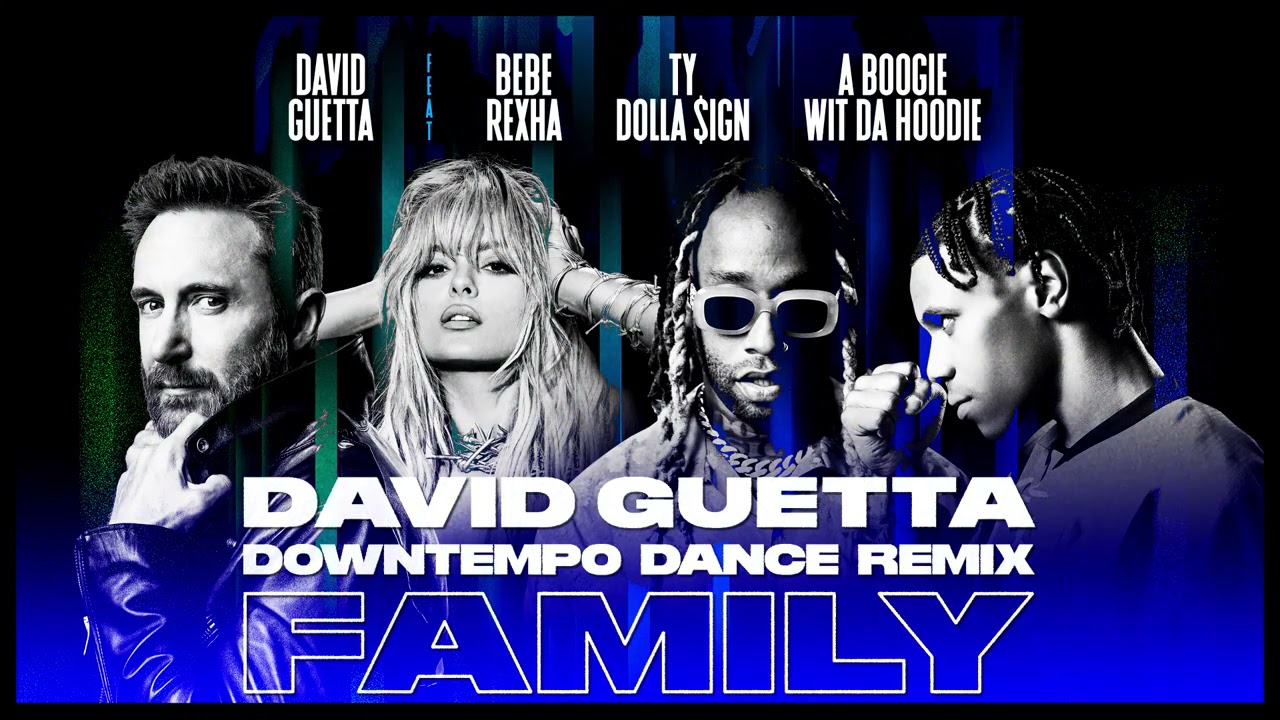 DAVID
GUETTA
FEAT
BEBE
REXHA
TY
DOLLA $IGN
A BOOGIE
WIT DA HOODIE
DAVID GUETTA
DOWNTEMPO DANCE REMIX
FAMILY